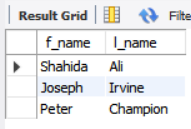 Result Grid Filte
f_name l_name
Shahida Ali
Joseph Irvine
Peter Champion